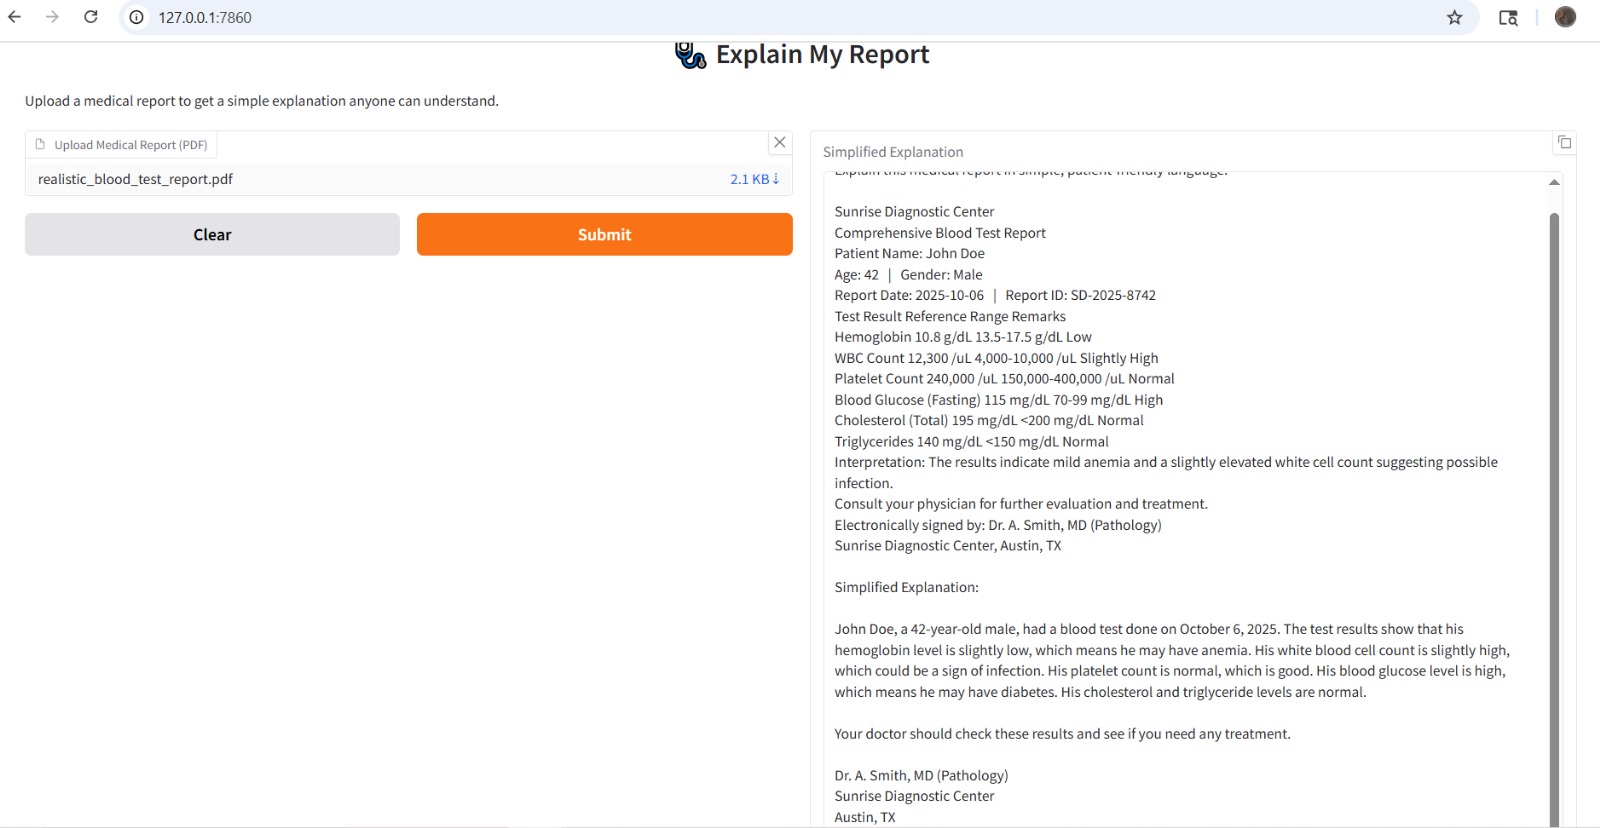 127.0.0.1:7860
Explain My Report
Upload a medical report to get a simple explanation anyone can understand.
Upload Medical Report (PDF)
realistic_blood_test_report.pdf
2.1 KB↓
Clear
Submit
Simplified Explanation
Explain this medical report in simple, patient-friendly language.
Sunrise Diagnostic Center
Comprehensive Blood Test Report
Patient Name: John Doe
Age: 42 | Gender: Male
Report Date: 2025-10-06 | Report ID: SD-2025-8742
Test Result Reference Range Remarks
Hemoglobin 10.8 g/dL 13.5-17.5 g/dL Low
WBC Count 12,300 /uL 4,000-10,000 /uL Slightly High
Platelet Count 240,000 /uL 150,000-400,000 /uL Normal
Blood Glucose (Fasting) 115 mg/dL 70-99 mg/dL High
Cholesterol (Total) 195 mg/dL <200 mg/dL Normal
Triglycerides 140 mg/dL <150 mg/dL Normal
Interpretation: The results indicate mild anemia and a slightly elevated white cell count suggesting possible
infection.
Consult your physician for further evaluation and treatment.
Electronically signed by: Dr. A. Smith, MD (Pathology)
Sunrise Diagnostic Center, Austin, TX
Simplified Explanation:
John Doe, a 42-year-old male, had a blood test done on October 6, 2025. The test results show that his
hemoglobin level is slightly low, which means he may have anemia. His white blood cell count is slightly high,
which could be a sign of infection. His platelet count is normal, which is good. His blood glucose level is high,
which means he may have diabetes. His cholesterol and triglyceride levels are normal.
Your doctor should check these results and see if you need any treatment.
Dr. A. Smith, MD (Pathology)
Sunrise Diagnostic Center
Austin, TX